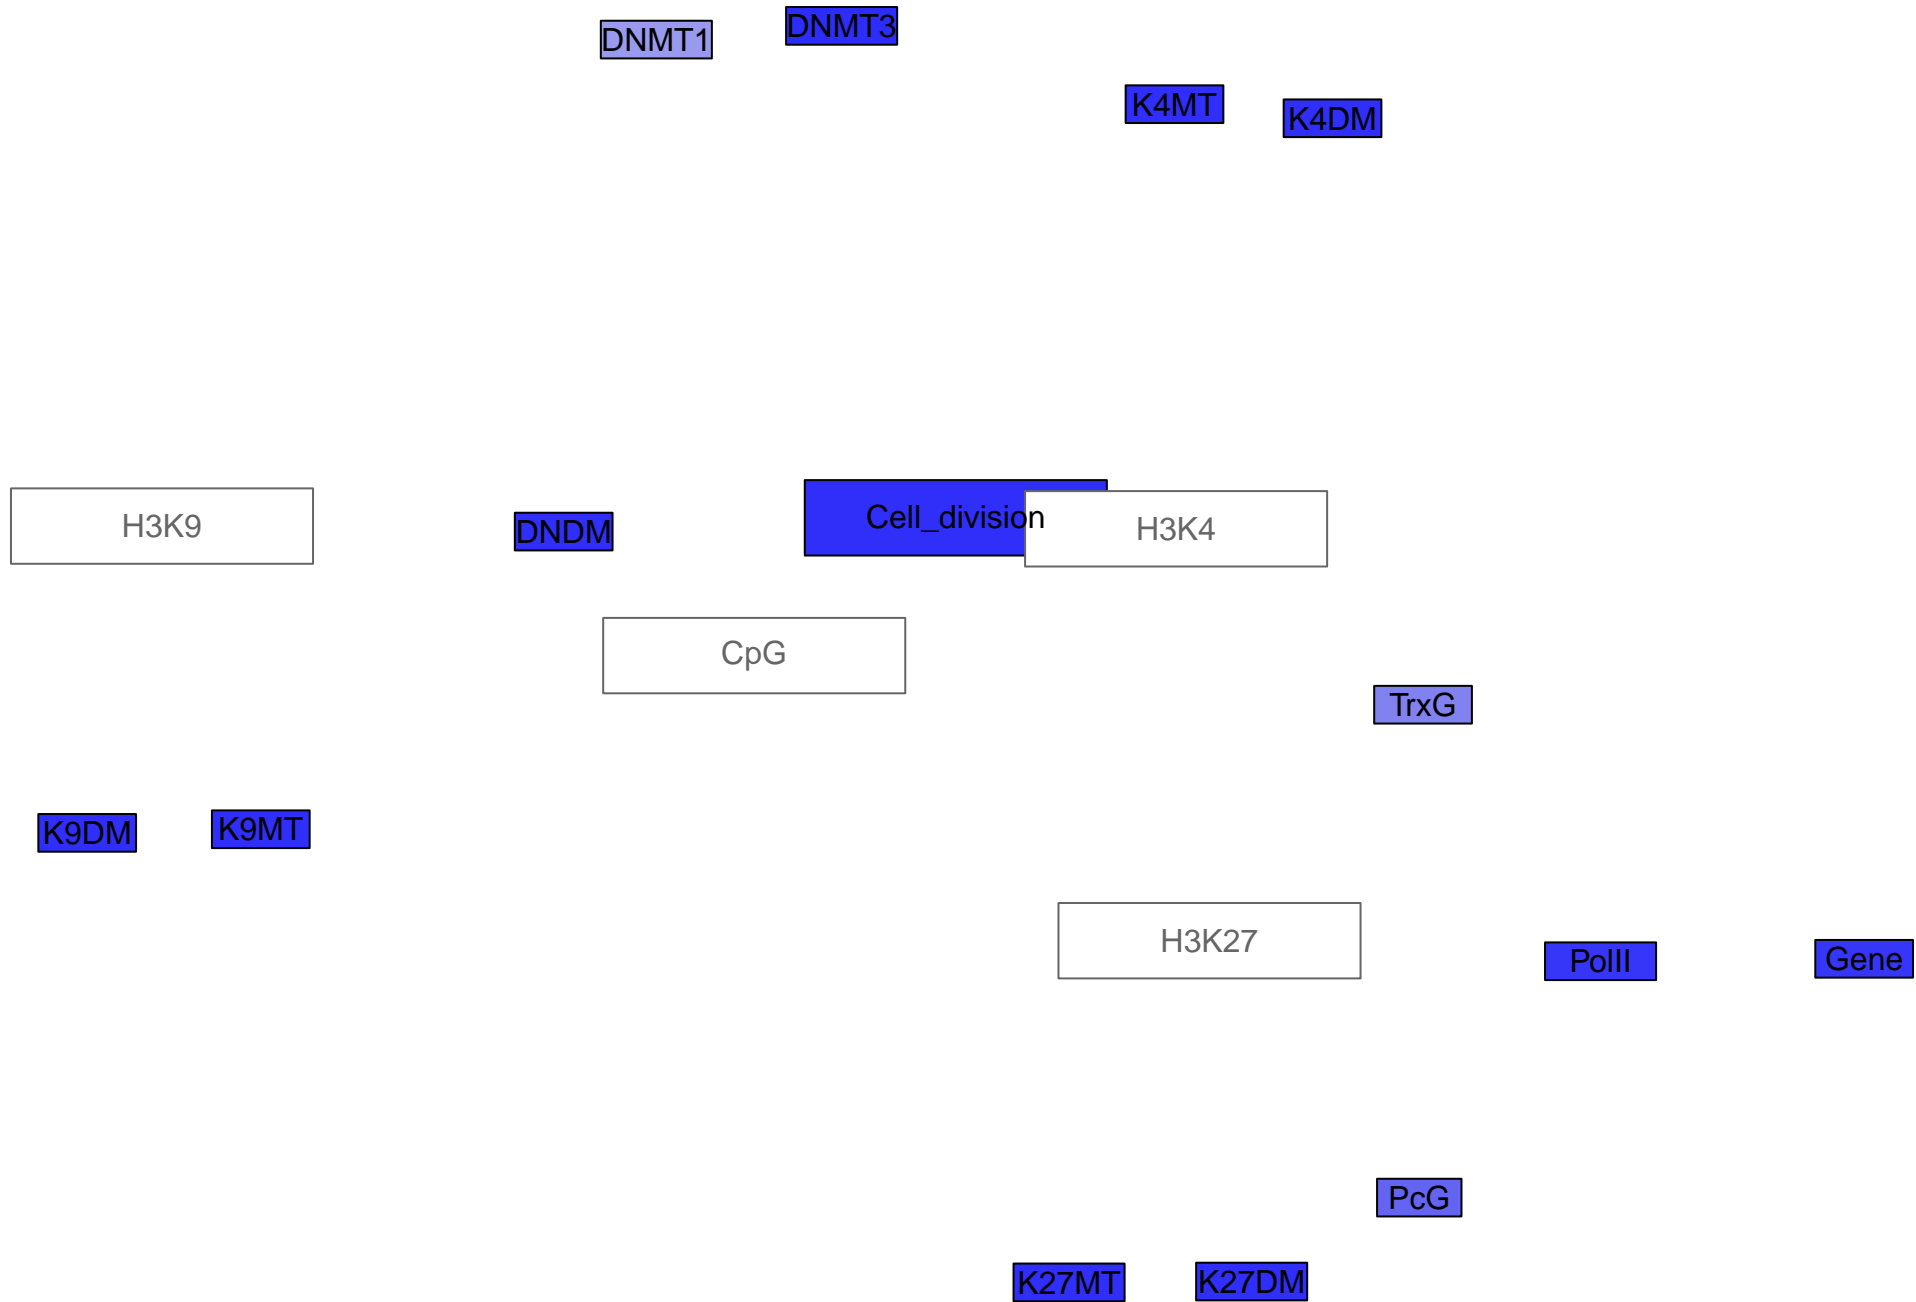 DNMT1
DNMT3
K4MT
K4DM
H3K9
DNDM
Cell_division
H3K4
CpG
TrxG
K9DM
K9MT
H3K27
PolII
Gene
PcG
K27MT
K27DM